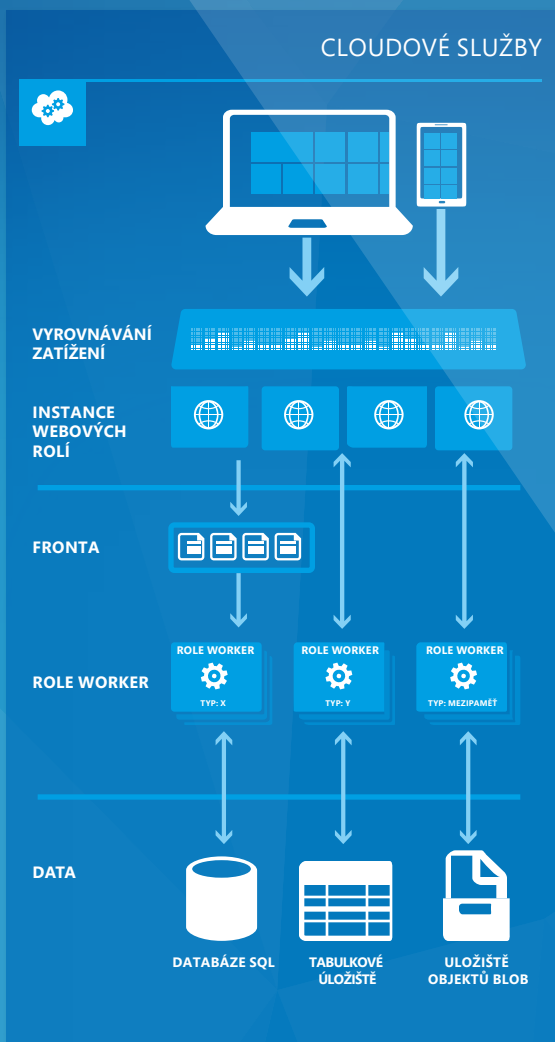 CLOUDOVÉ SLUŽBY
VYROVNÁVÁNÍ
ZATÍŽENÍ
INSTANCE
WEBOVÝCH
ROLÍ
FRONTA
ROLE WORKER
ROLE WORKER
TYP: X
ROLE WORKER
TYP: Y
ROLE WORKER
TYP: MEZIPAMĚŤ
DATA
DATABÁZE SQL
TABULKOVÉ
ÚLOŽIŠTĚ
ULOŽIŠTĚ
OBJEKTŮ BLOB